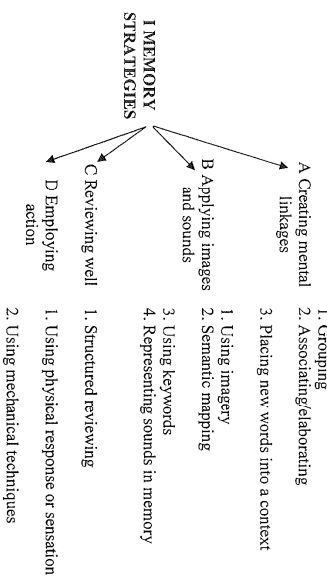 I MEMORY
STRATEGIES
A Creating mental
linkages
1. Grouping
2. Associating/elaborating
3. Placing new words into a context
B Applying images
and sounds
1. Using imagery
2. Semantic mapping
3. Using keywords
4. Representing sounds in memory
C Reviewing well
1. Structured reviewing
D Employing
action
1. Using physical response or sensation
2. Using mechanical techniques